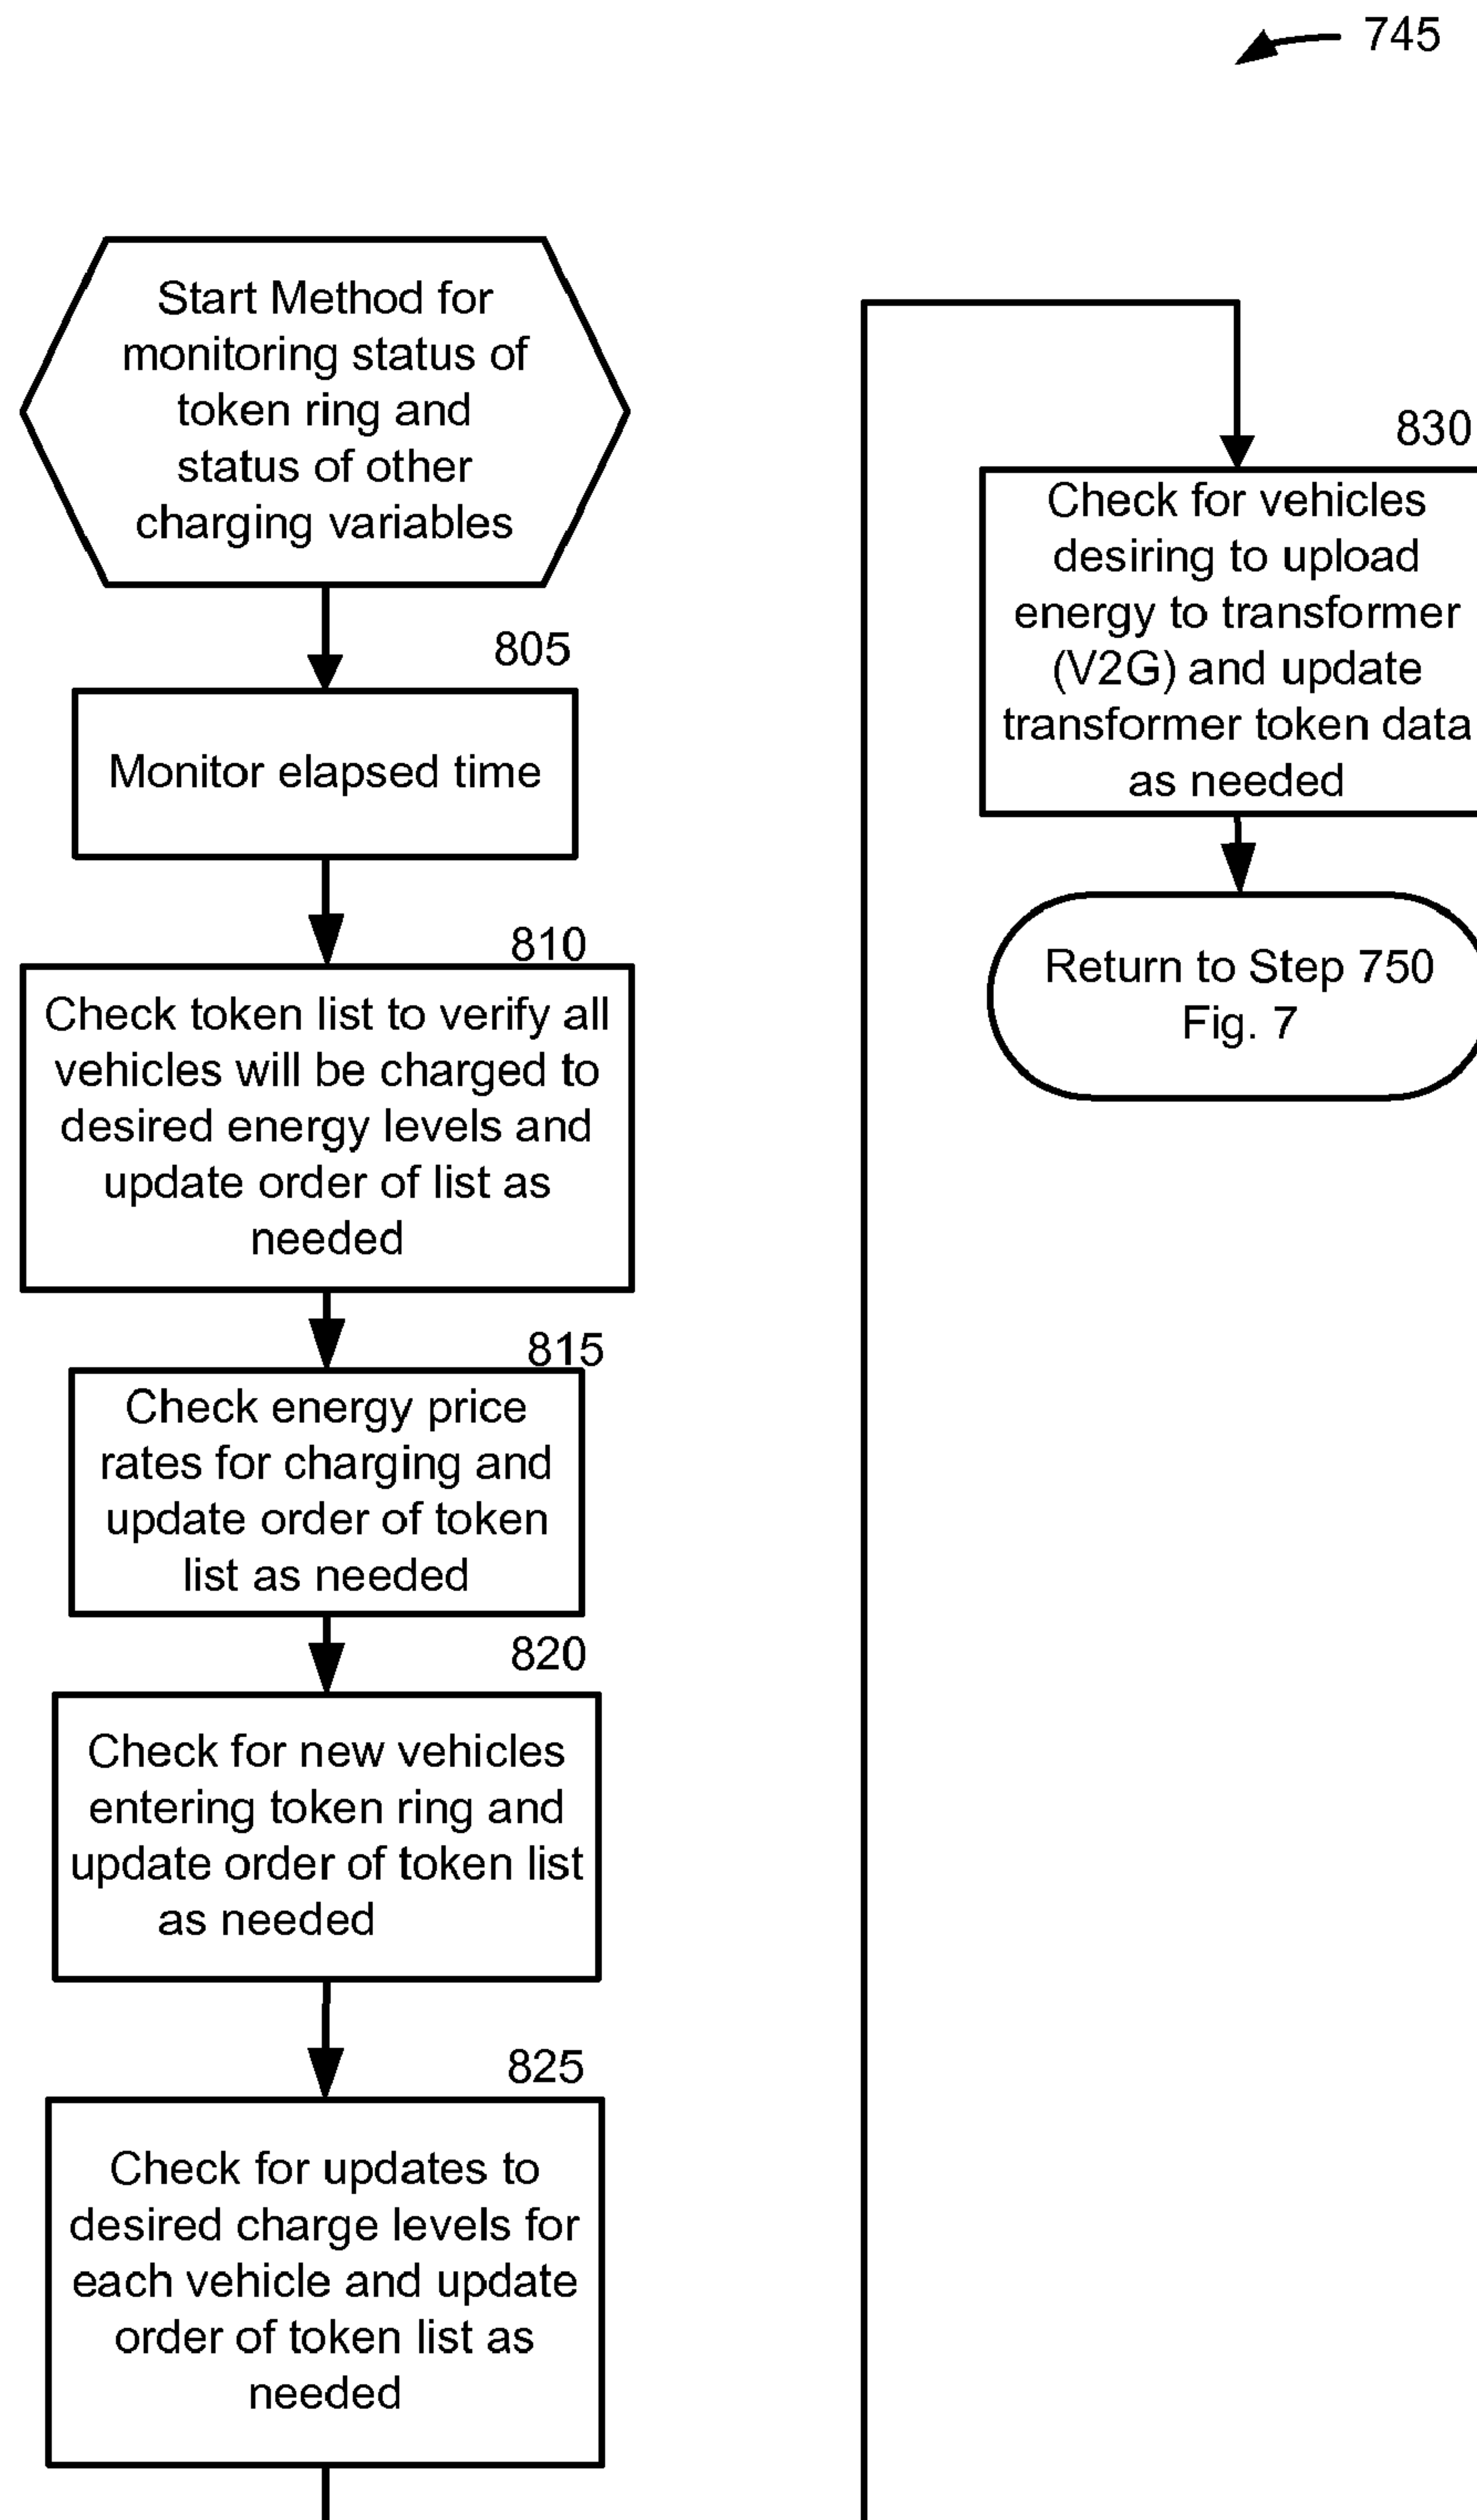 745
Start Method for
monitoring status of
token ring and
status of other
charging variables
805
Monitor elapsed time
810
Check token list to verify all
vehicles will be charged to
desired energy levels and
update order of list as
needed
815
Check energy price
rates for charging and
update order of token
list as needed
820
Check for new vehicles
entering token ring and
update order of token list
as needed
825
Check for updates to
desired charge levels for
each vehicle and update
order of token list as
needed
830
Check for vehicles
desiring to upload
energy to transformer
(V2G) and update
transformer token data
as needed
Return to Step 750
Fig. 7